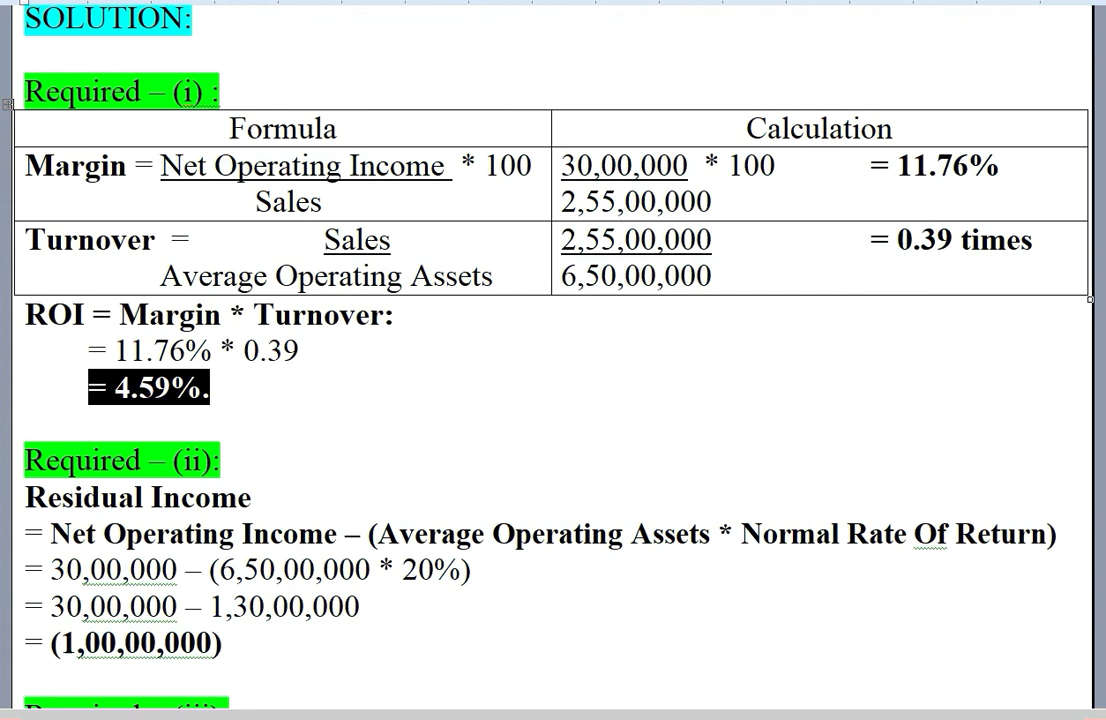 SOLUTION:
Required – (i) :
Formula
Calculation
Margin = Net Operating Income * 100
Sales
30,00,000 * 100 = 11.76%
2,55,00,000
Turnover = Sales
Average Operating Assets
2,55,00,000 = 0.39 times
6,50,00,000
ROI = Margin * Turnover:
= 11.76% * 0.39
= 4.59%.
Required – (ii):
Residual Income
= Net Operating Income – (Average Operating Assets * Normal Rate Of Return)
= 30,00,000 – (6,50,00,000 * 20%)
= 30,00,000 – 1,30,00,000
= (1,00,00,000)